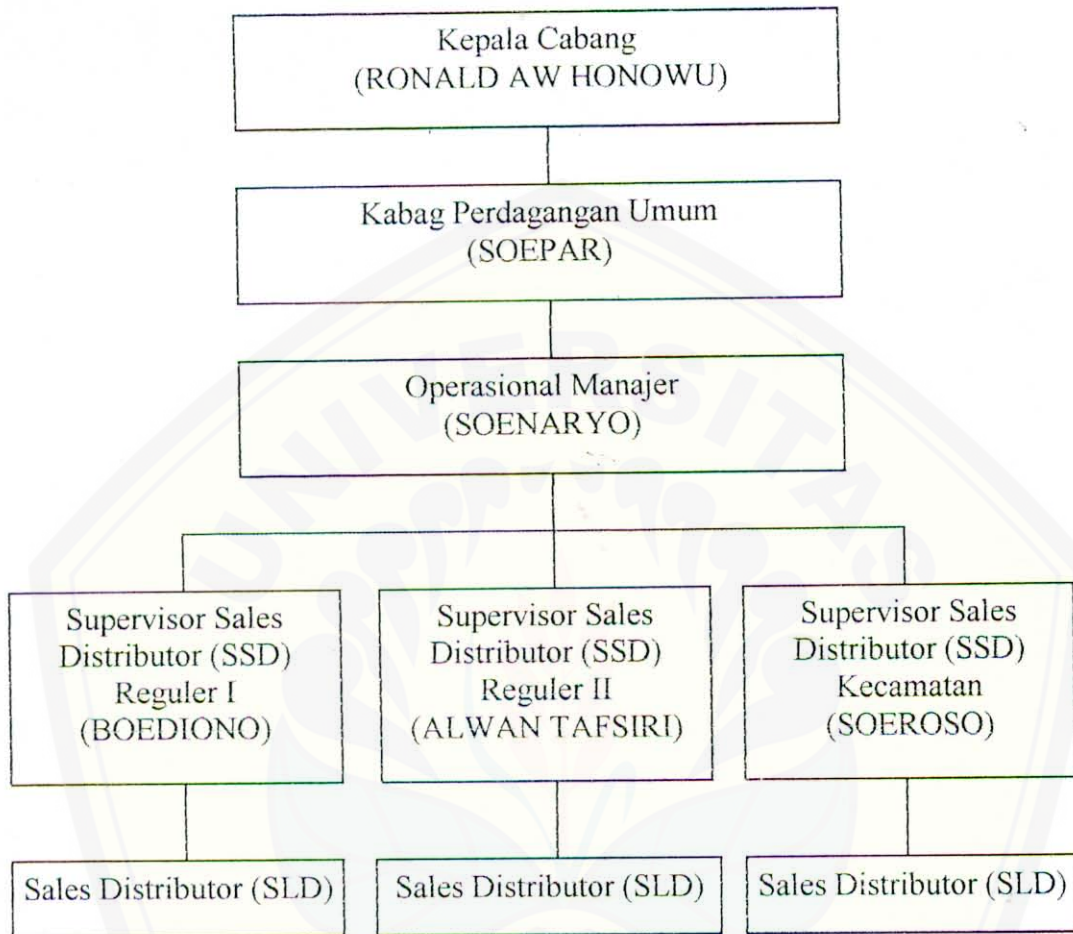 Kepala Cabang
(RONALD AW HONOWU)
Kabag Perdagangan Umum
(SOEPAR)
Operasional Manajer
(SOENARYO)
Supervisor Sales
Distributor (SSD)
Reguler I
(BOEDIONO)
Supervisor Sales
Distributor (SSD)
Reguler II
(ALWAN TAFSIRI)
Supervisor Sales
Distributor (SSD)
Kecamatan
(SOEROSO)
Sales Distributor (SLD)
Sales Distributor (SLD)
Sales Distributor (SLD)
UNIVERSITAS